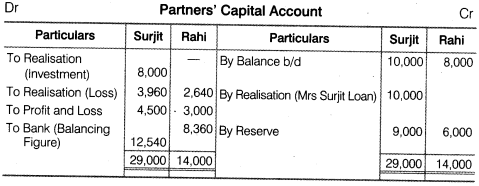 Dr Partners' Capital Account Cr
Particulars Surjit Rahi Particulars Surjit Rahi
To Realisation — By Balance b/d 10,000 8,000
(Investment) 8,000
To Realisation (Loss) 3,960 2,640 By Realisation (Mrs Surjit Loan) 10,000
To Profit and Loss 4,500 3,000
To Bank (Balancing 8,360 By Reserve 9,000 6,000
Figure) 12,540
29,000 14,000 29,000 14,000